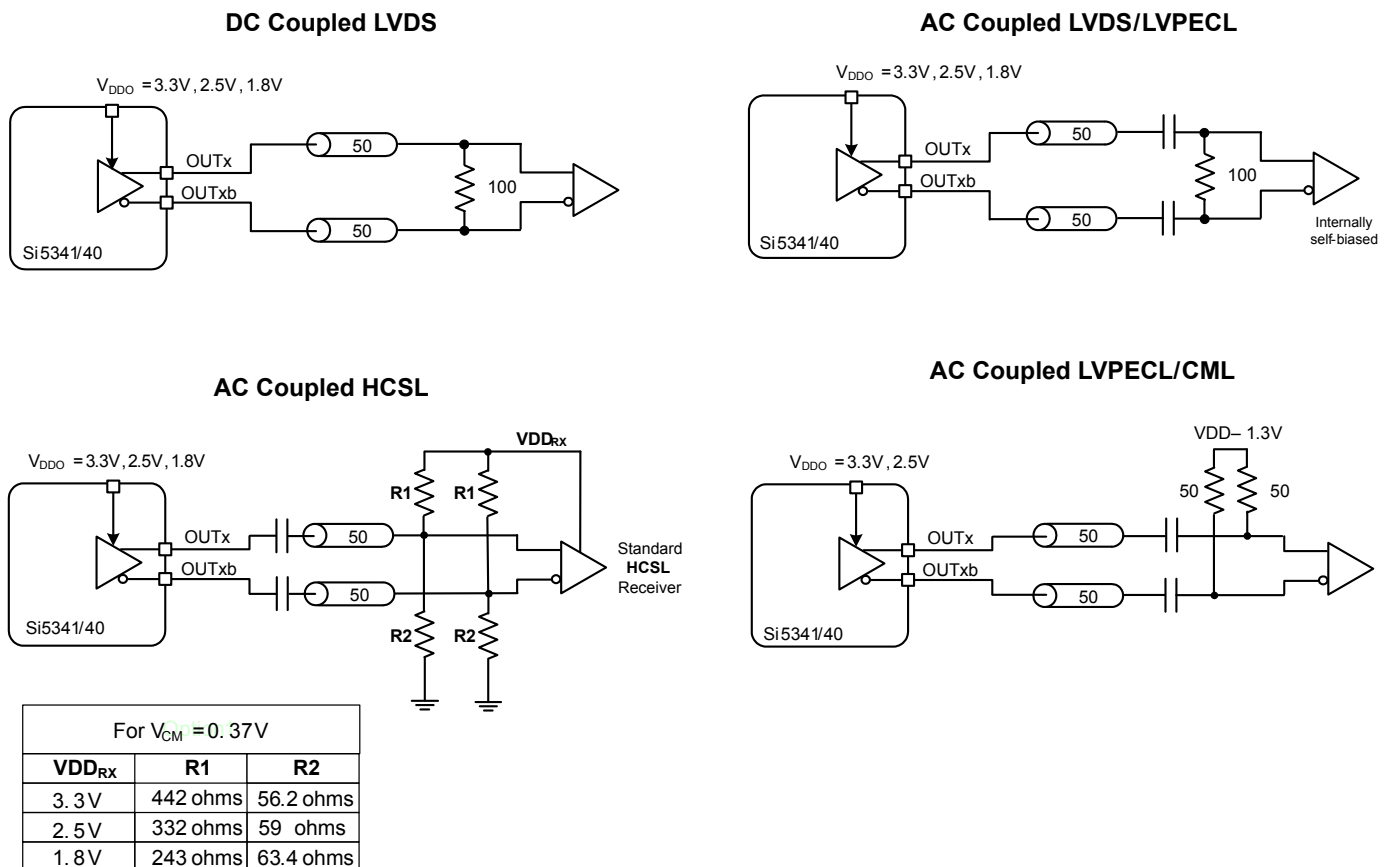 DC Coupled LVDS
VDDO =3.3V, 2.5V, 1.8V
OUTx
OUTxb
50
50
100
Si5341/40
AC Coupled LVDS/LVPECL
VDDO =3.3V, 2.5V, 1.8V
OUTx
OUTxb
50
50
100
Internally
self-biased
Si5341/40
AC Coupled HCSL
VDDO =3.3V, 2.5V, 1.8V
VDDRX
R1
R1
OUTx
OUTxb
50
50
R2
R2
Standard
HCSL
Receiver
Si5341/40
For VCM =0. 37V
VDDRX R1 R2
3. 3V 442 ohms 56.2 ohms
2. 5V 332 ohms 59 ohms
1. 8V 243 ohms 63.4 ohms
AC Coupled LVPECL/CML
VDD– 1.3V
VDDO =3.3V, 2.5V
50
50
OUTx
OUTxb
50
50
Si5341/40